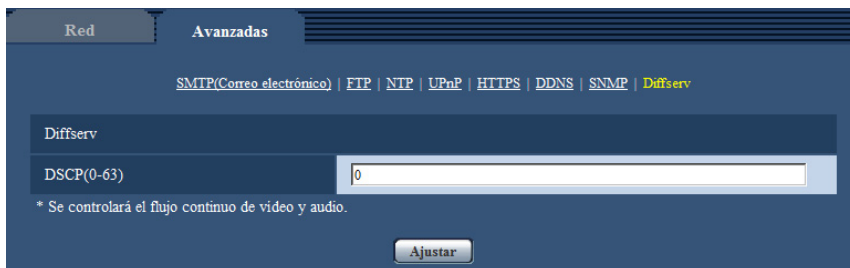 Red Avanzadas
SMTP(Correo electrónico) | FTP | NTP | UPnP | HTTPS | DDNS | SNMP | Diffserv
Diffserv
DSCP(0-63) 0
* Se controlará el flujo continuo de vídeo y audio.
Ajustar